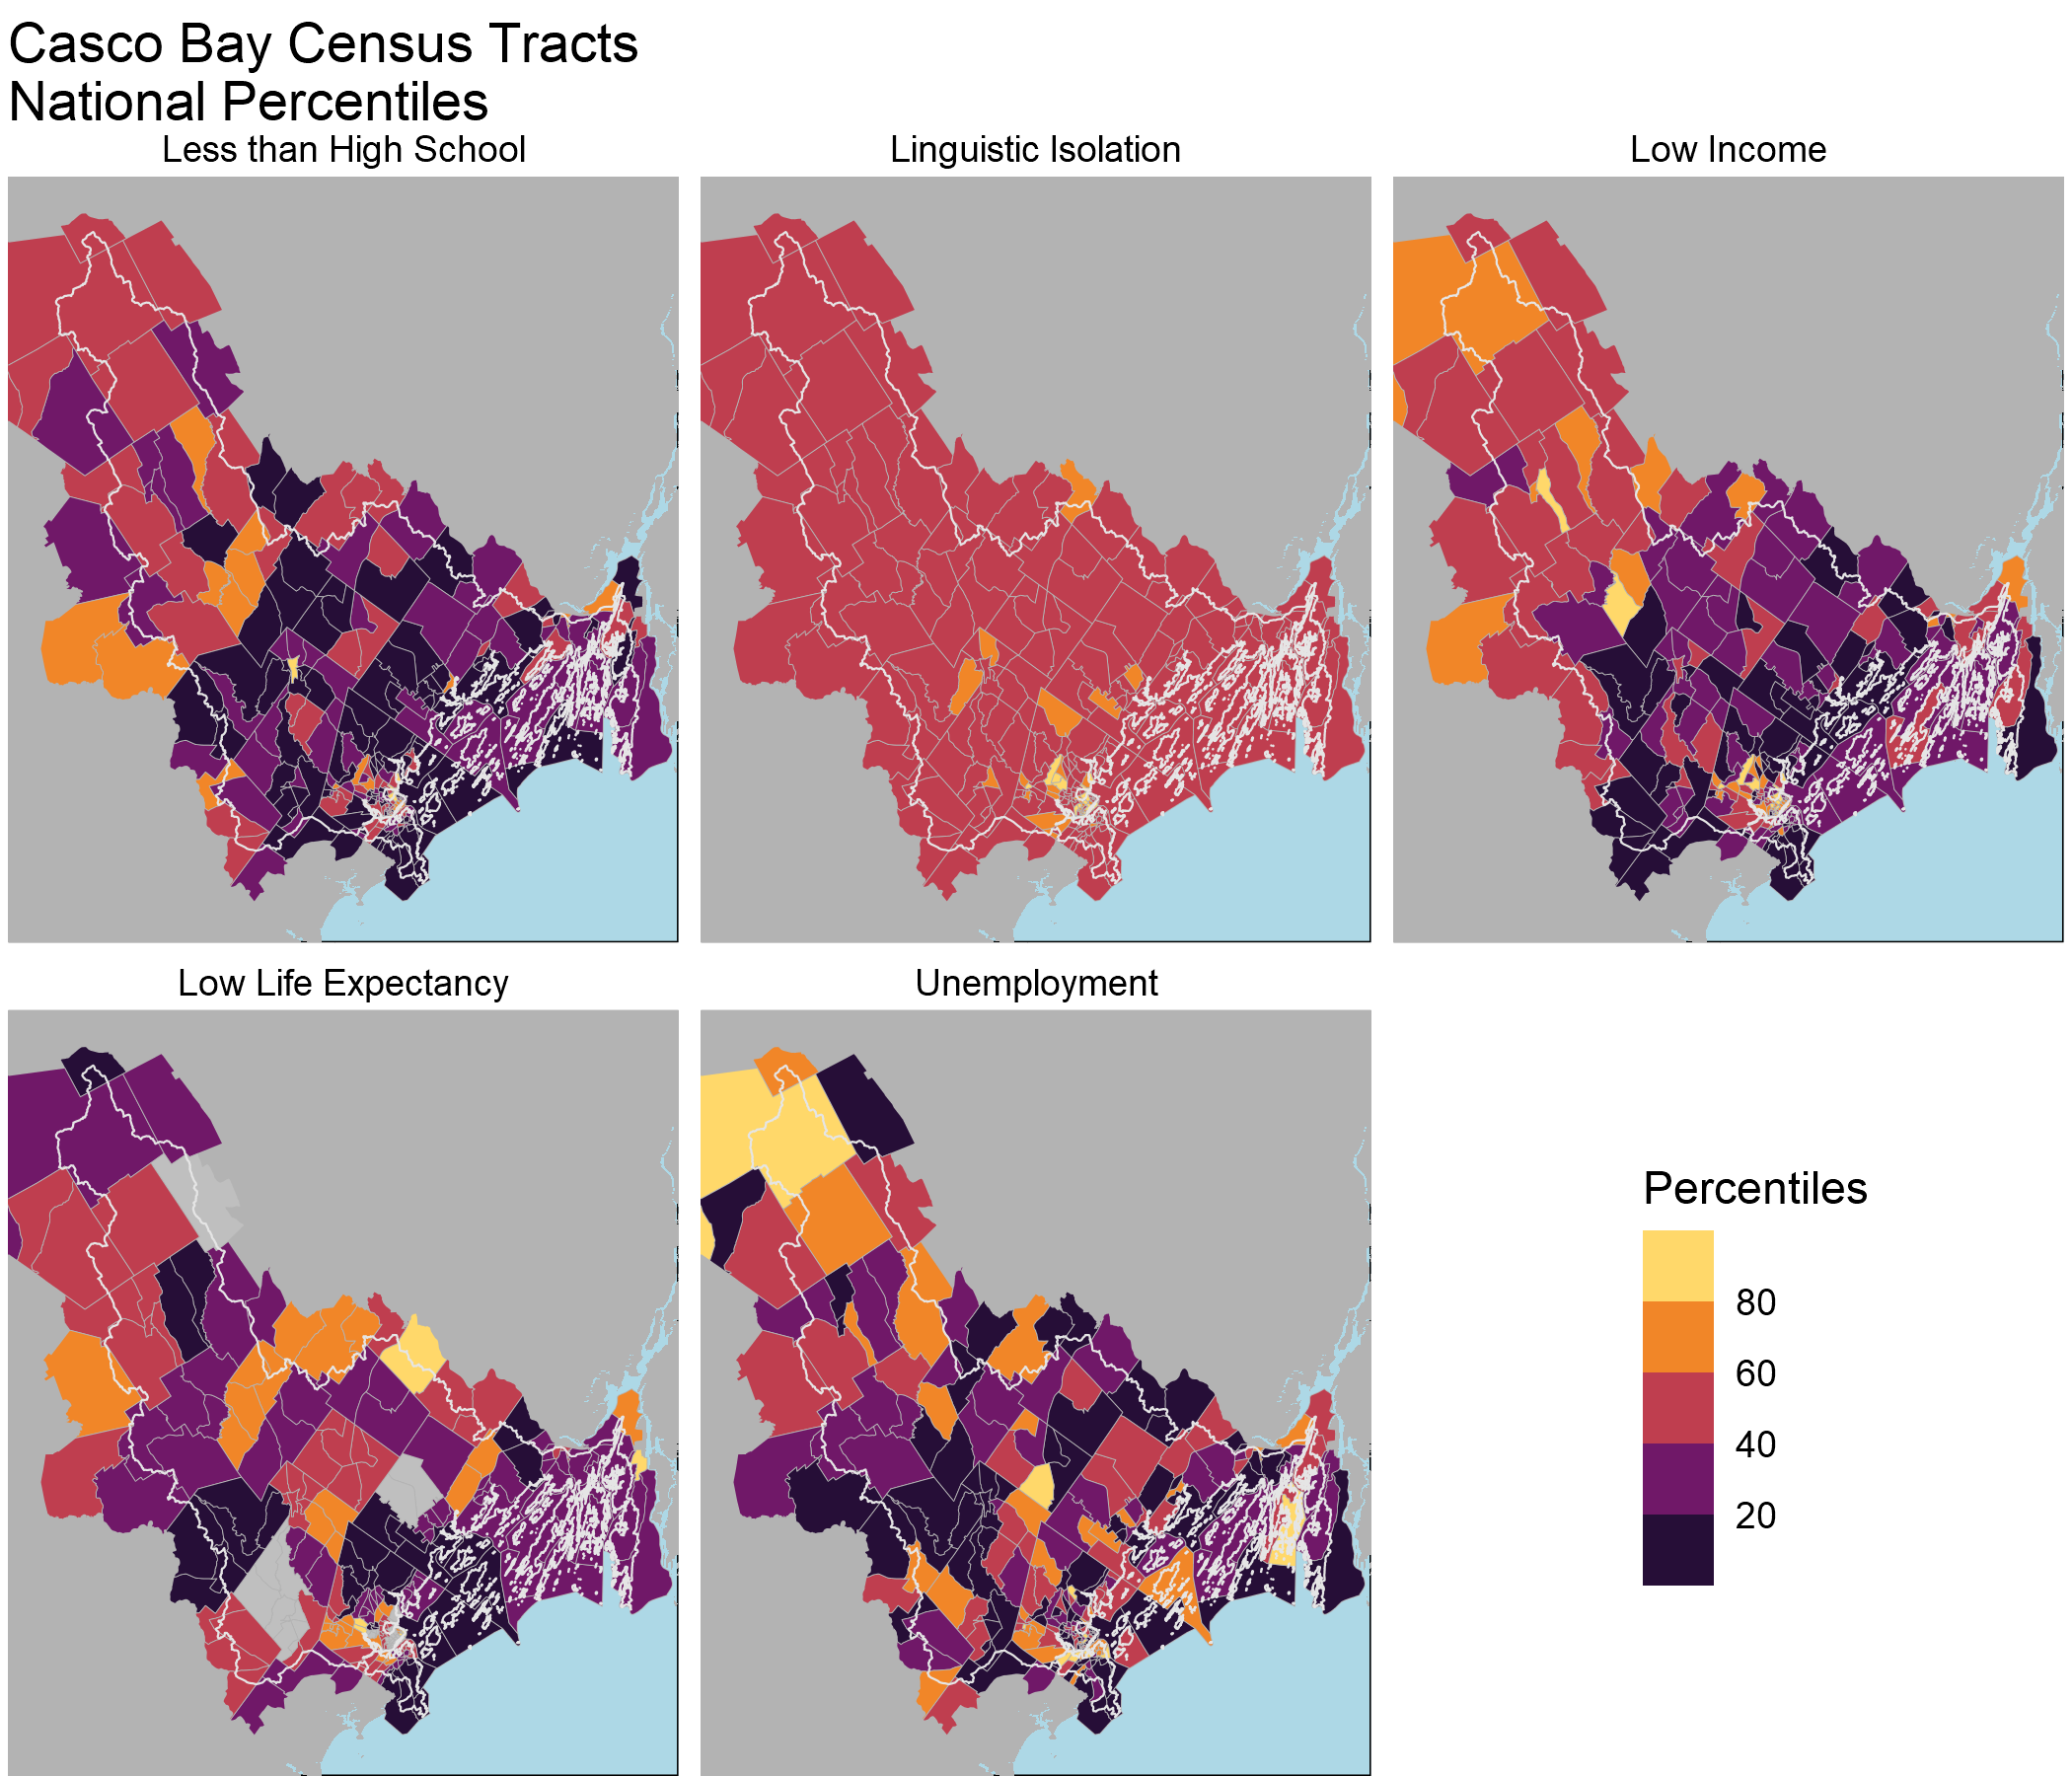 Casco Bay Census Tracts
National Percentiles
Less than High School
Linguistic Isolation
Low Income
Low Life Expectancy
Unemployment
Percentiles
80
60
40
20